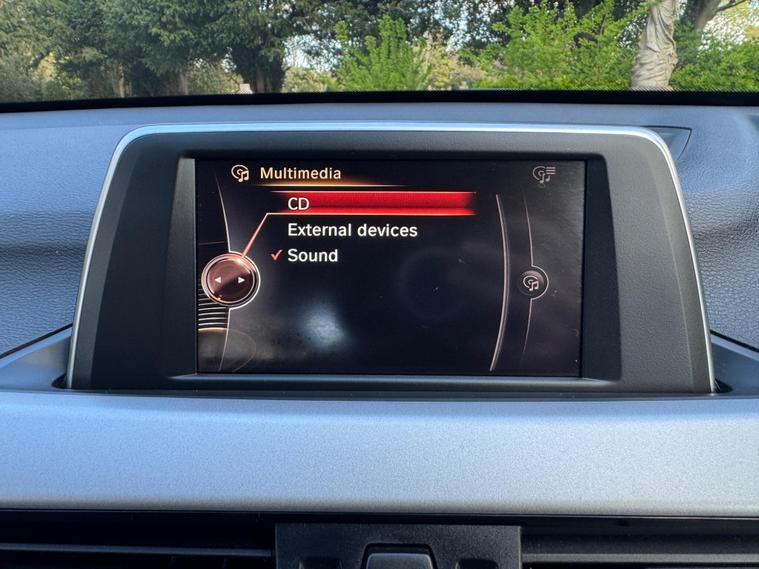 Multimedia
CD
External devices
Sound